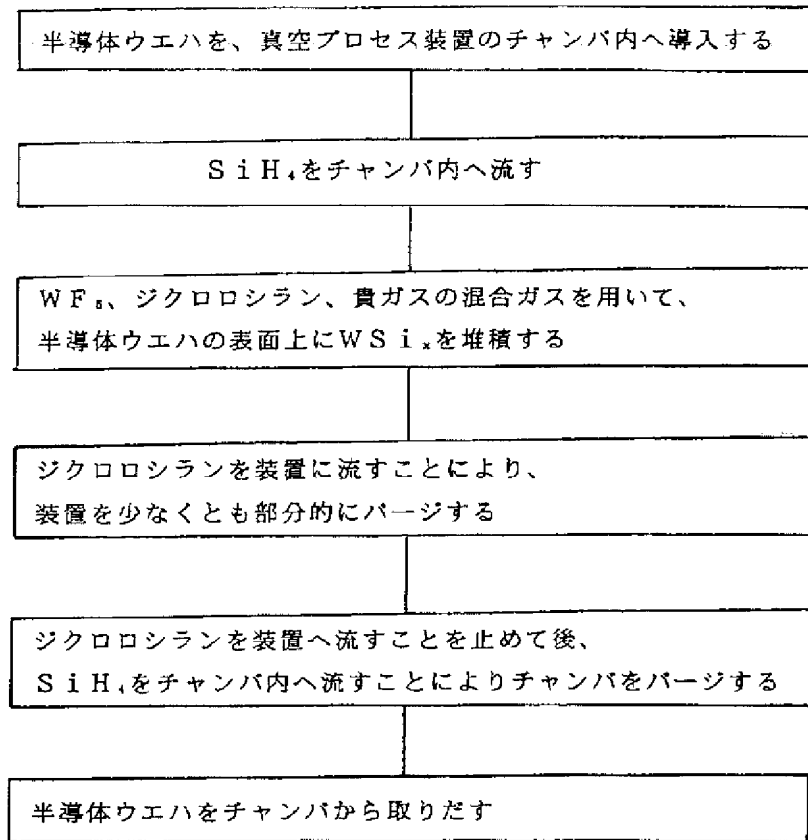 半導体ウエハを、真空プロセス装置のチャンバ内へ導入する
SiH₄をチャンバ内へ流す
WF₆、ジクロロシラン、貴ガスの混合ガスを用いて、
半導体ウエハの表面上にWSiₓを堆積する
ジクロロシランを装置に流すことにより、
装置を少なくとも部分的にパージする
ジクロロシランを装置へ流すことを止めて後、
SiH₄をチャンバ内へ流すことによりチャンバをパージする
半導体ウエハをチャンバから取りだす